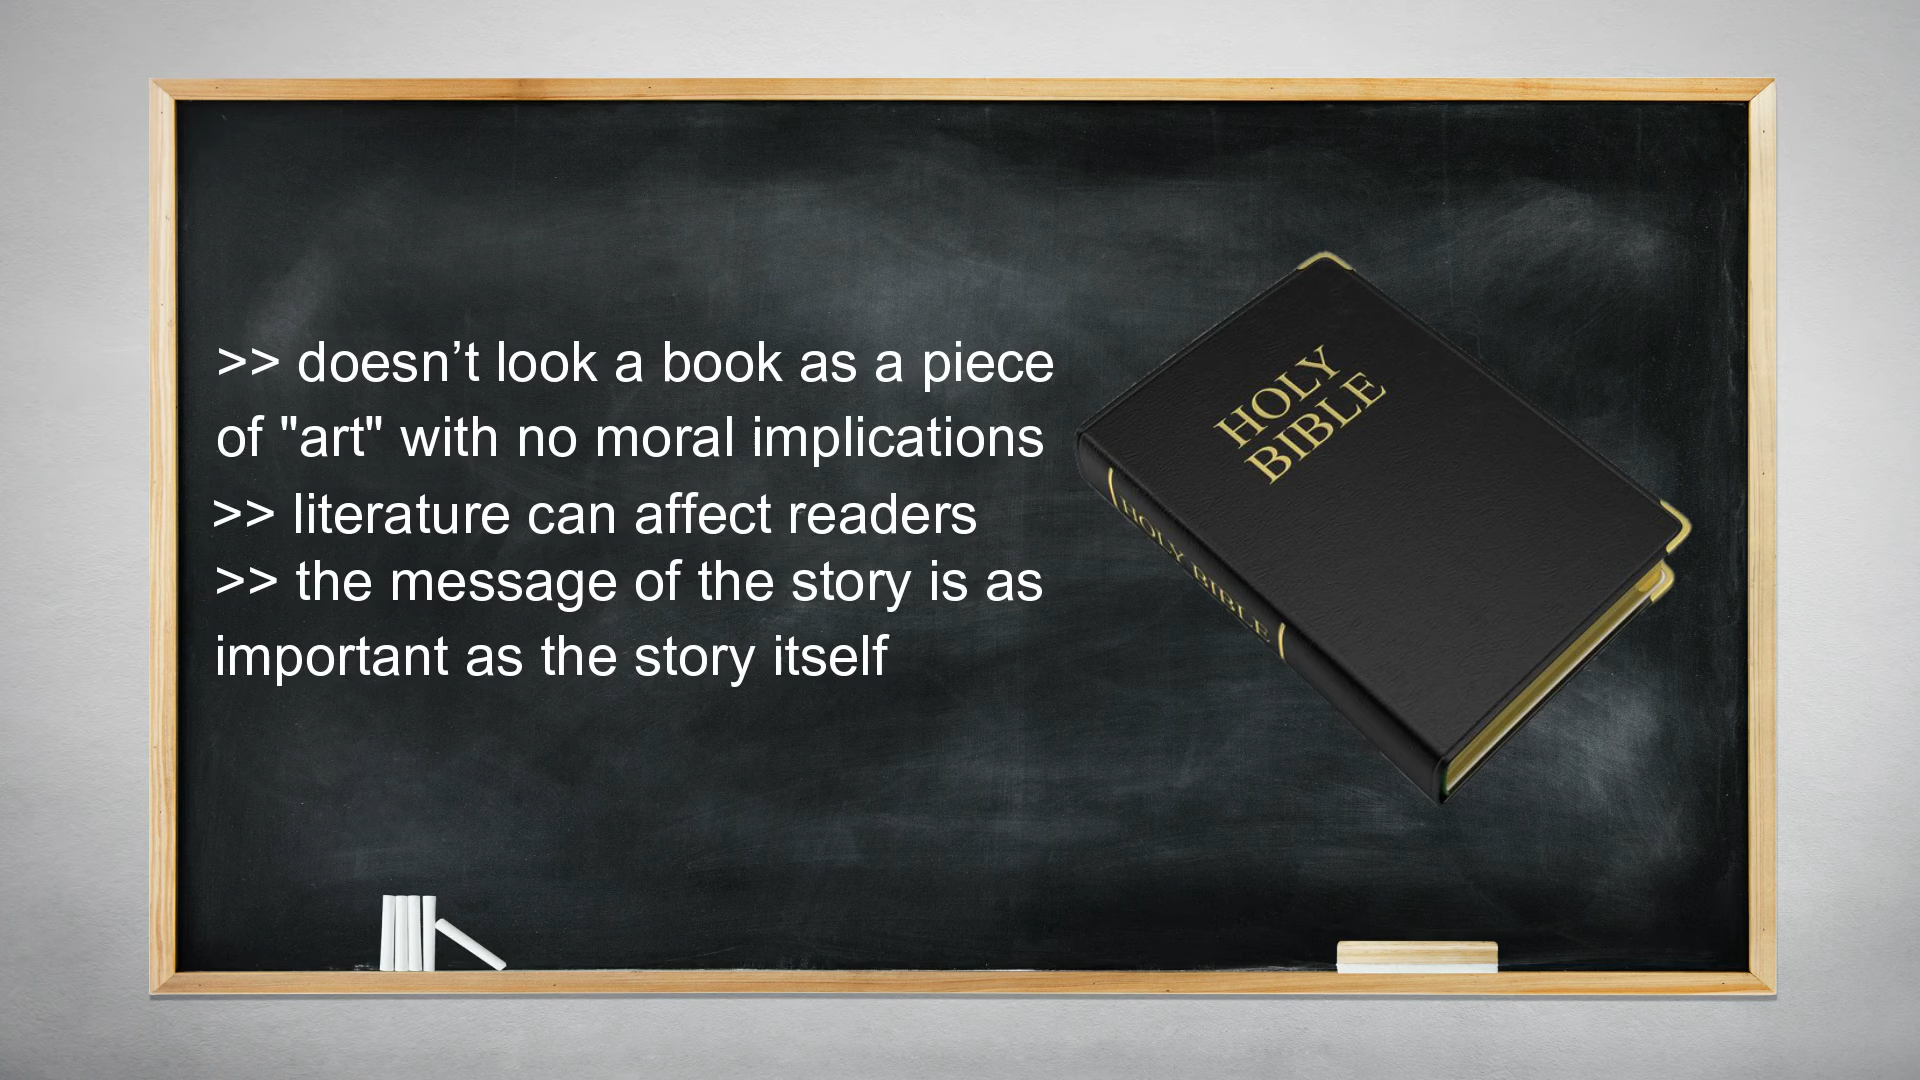 >> doesn’t look a book as a piece
of "art" with no moral implications
>> literature can affect readers
>> the message of the story is as
important as the story itself
HOLY
BIBLE
HOLY BIBLE